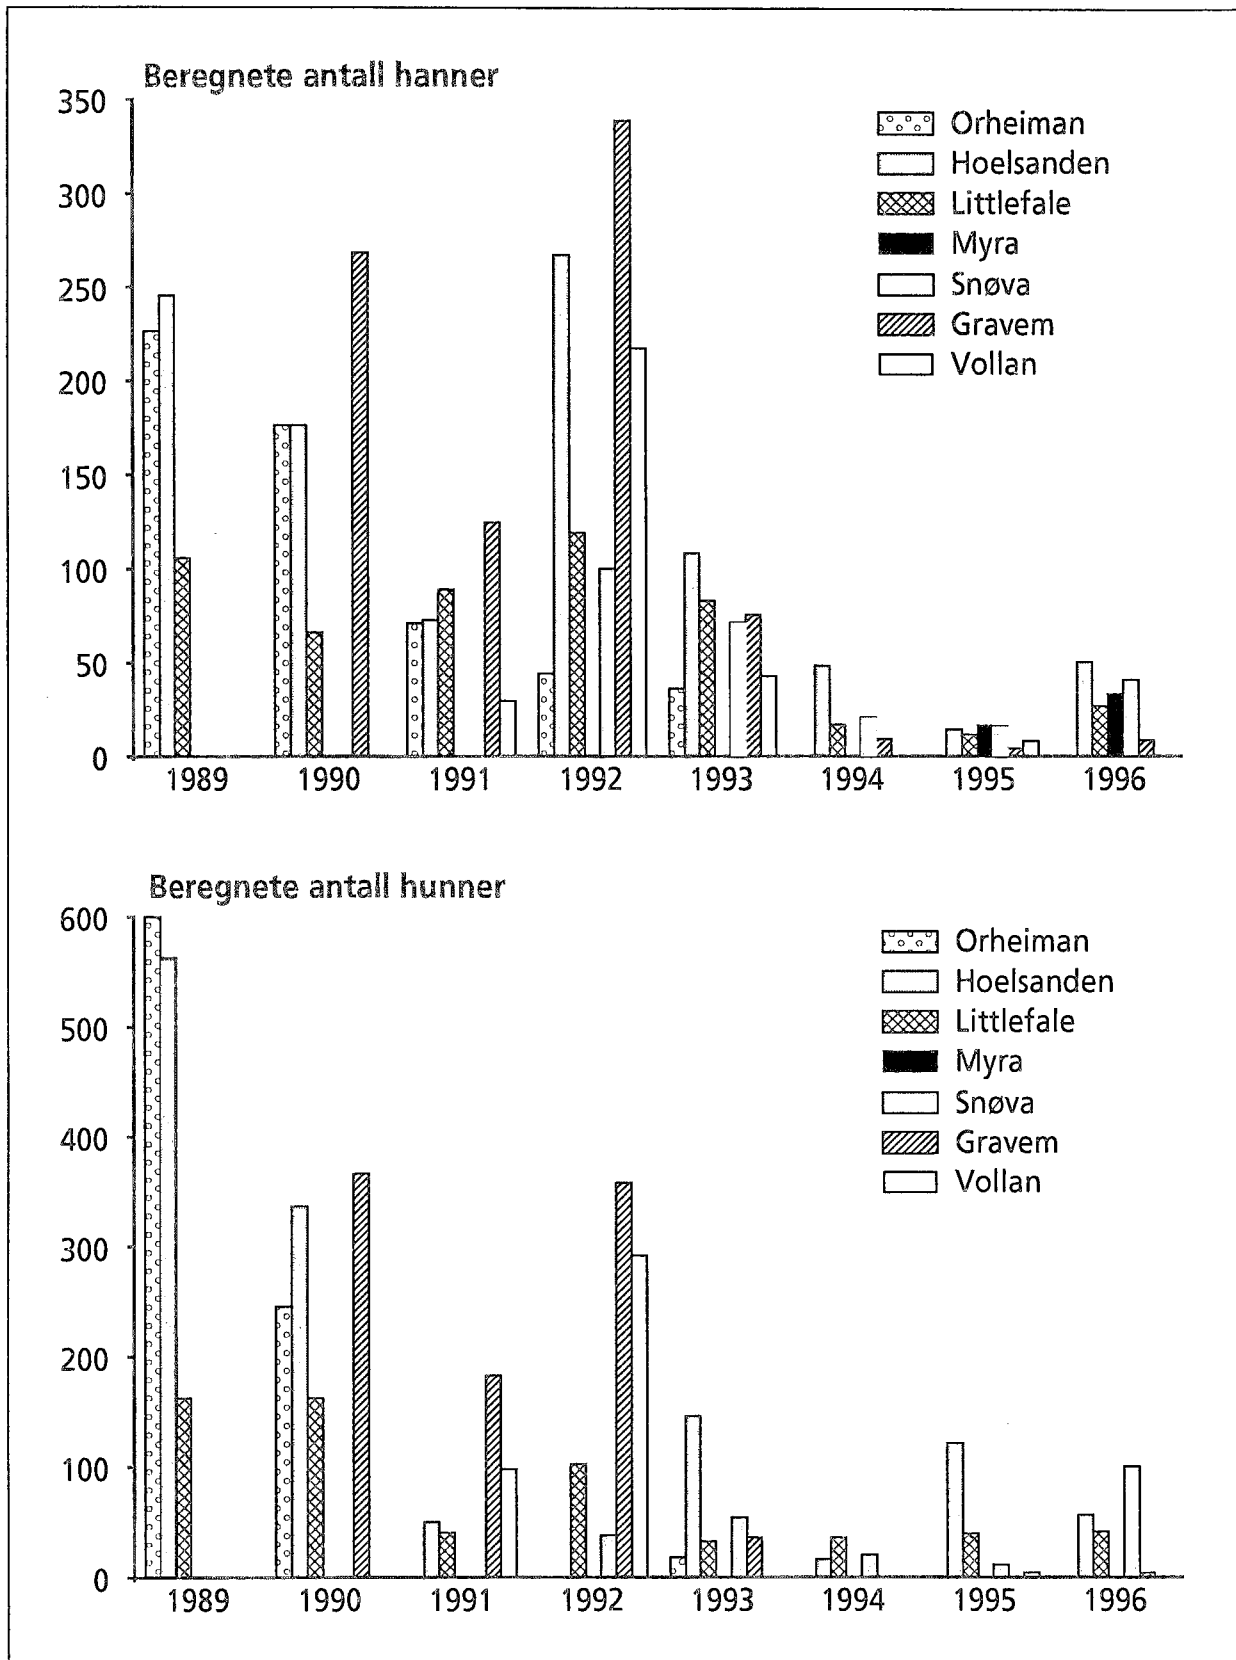 Beregnete antall hanner
350
300
250
200
150
100
50
0
Orheiman
Hoelsanden
Littlefale
Myra
Snøva
Gravem
Vollan
1989 1990 1991 1992 1993 1994 1995 1996
Beregnete antall hunner
600
500
400
300
200
100
0
Orheiman
Hoelsanden
Littlefale
Myra
Snøva
Gravem
Vollan
1989 1990 1991 1992 1993 1994 1995 1996